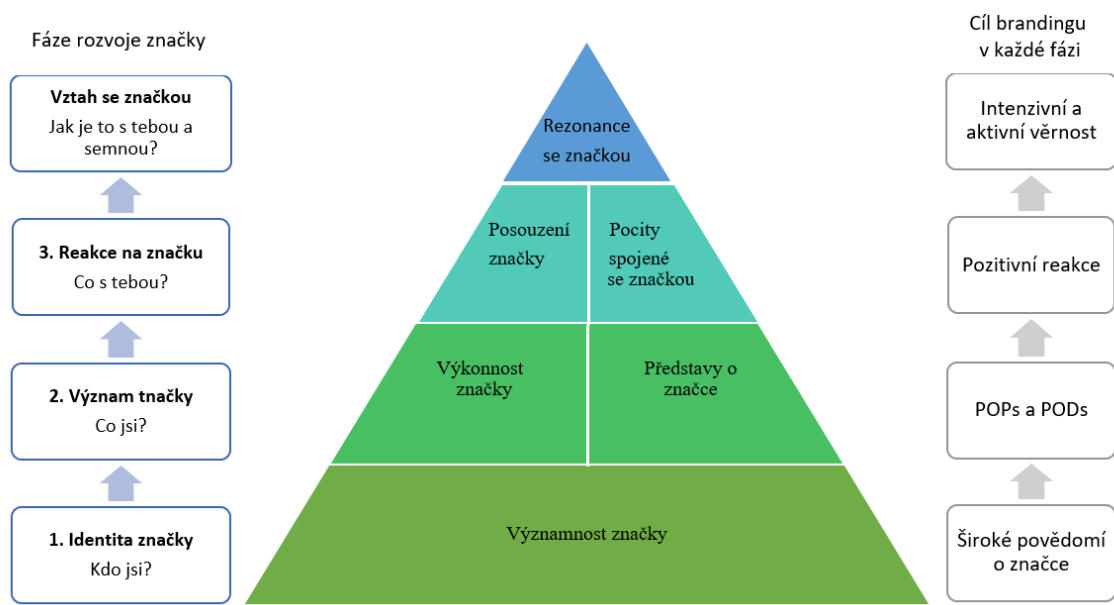 Fáze rozvoje značky
Vztah se značkou
Jak je to s tebou a
semnou?
3. Reakce na značku
Co s tebou?
2. Význam tnačky
Co jsi?
1. Identita značky
Kdo jsi?
Rezonance
se značkou
Posouzení
značky
Pocity
spojené
se značkou
Výkonnost
značky
Představy o
značce
Významnost značky
Cíl brandingu
v každé fázi
Intenzivní a
aktivní věrnost
Pozitivní reakce
POPs a PODs
Široké povědomí
o značce